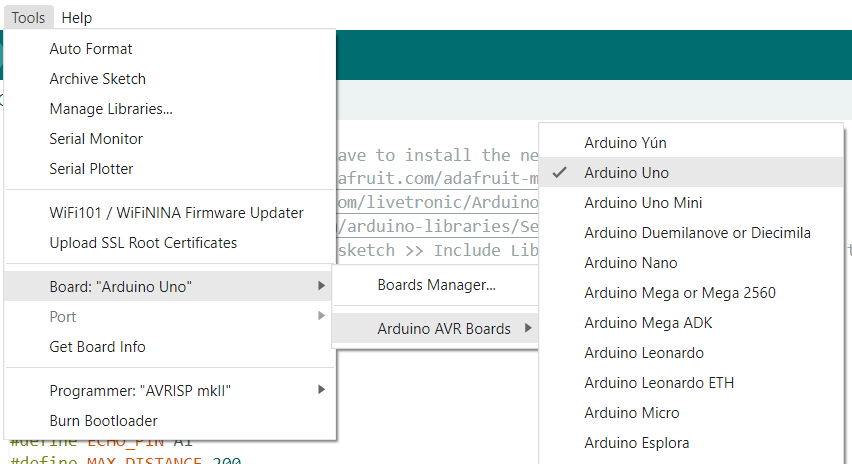 Tools Help
Auto Format
Archive Sketch
Manage Libraries...
Serial Monitor
Serial Plotter
WiFi101 / WiFiNINA Firmware Updater
Upload SSL Root Certificates
Board: "Arduino Uno"
Port
Get Board Info
Programmer: "AVRISP mkII"
Burn Bootloader
Boards Manager...
Arduino AVR Boards
Arduino Yún
Arduino Uno
Arduino Uno Mini
Arduino Duemilanove or Diecimila
Arduino Nano
Arduino Mega or Mega 2560
Arduino Mega ADK
Arduino Leonardo
Arduino Leonardo ETH
Arduino Micro
Arduino Esplora
ave to install the ne
afruit.com/adafruit-m
om/livetronic/Arduino
/arduino-libraries/Se
sketch >> Include Lib
#define ECHO_PIN A1
#define MAX_DISTANCE 200